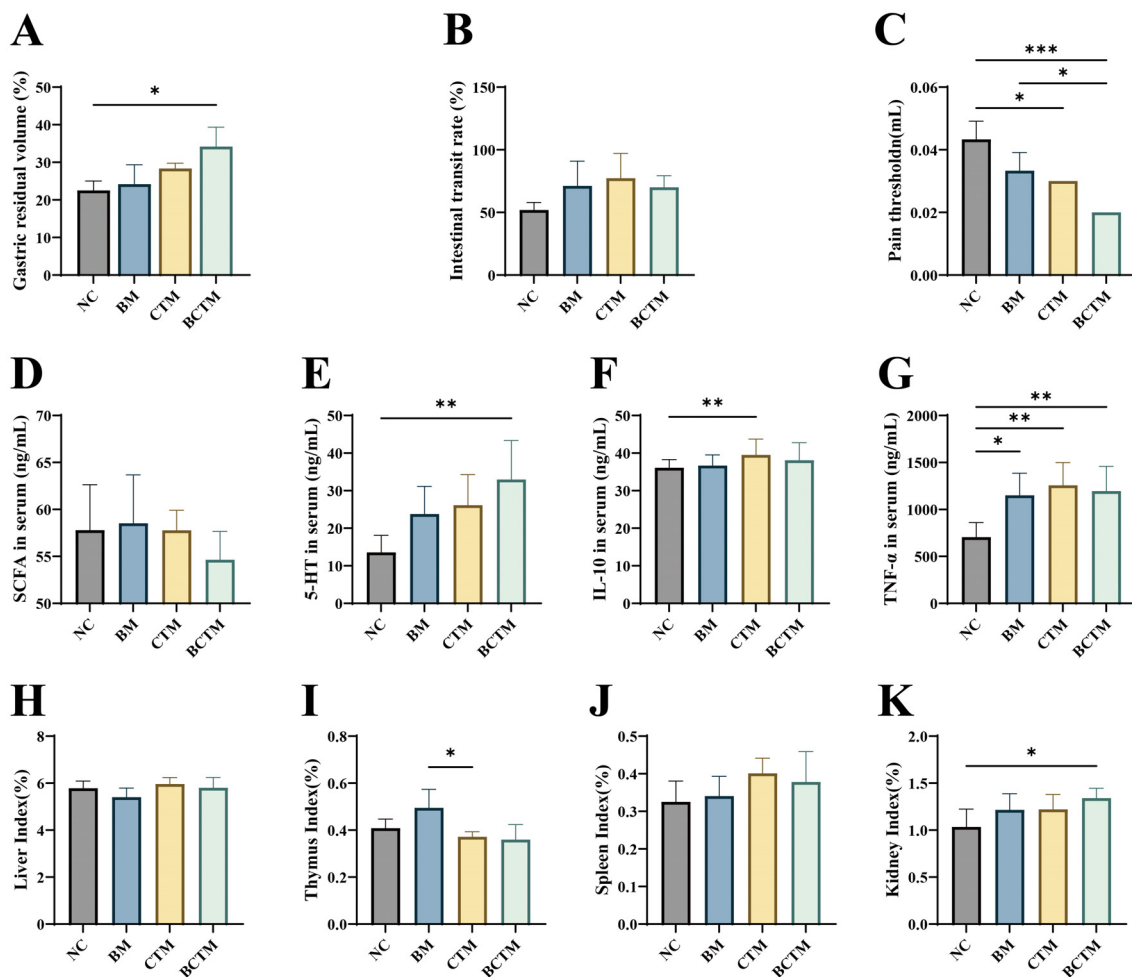 A
Gastric residual volume (%)
50
40
30
20
10
0
*
NC
BM
CTM
BCTM
B
Intestinal transit rate (%)
150
100
50
0
NC
BM
CTM
BCTM
C
Pain thresholdn(mL)
0.06
0.04
0.02
0.00
***
*
*
NC
BM
CTM
BCTM
D
SCFA in serum (ng/mL)
70
65
60
55
50
NC
BM
CTM
BCTM
E
5-HT in serum (ng/mL)
50
40
30
20
10
0
**
NC
BM
CTM
BCTM
F
IL-10 in serum (ng/mL)
50
40
30
20
10
0
**
NC
BM
CTM
BCTM
G
TNF-α in serum (ng/mL)
2000
1500
1000
500
0
**
**
*
NC
BM
CTM
BCTM
H
Liver Index(%)
8
6
4
2
0
NC
BM
CTM
BCTM
I
Thymus Index(%)
0.8
0.6
0.4
0.2
0.0
*
NC
BM
CTM
BCTM
J
Spleen Index(%)
0.5
0.4
0.3
0.2
0.1
0.0
NC
BM
CTM
BCTM
K
Kidney Index(%)
2.0
1.5
1.0
0.5
0.0
*
NC
BM
CTM
BCTM